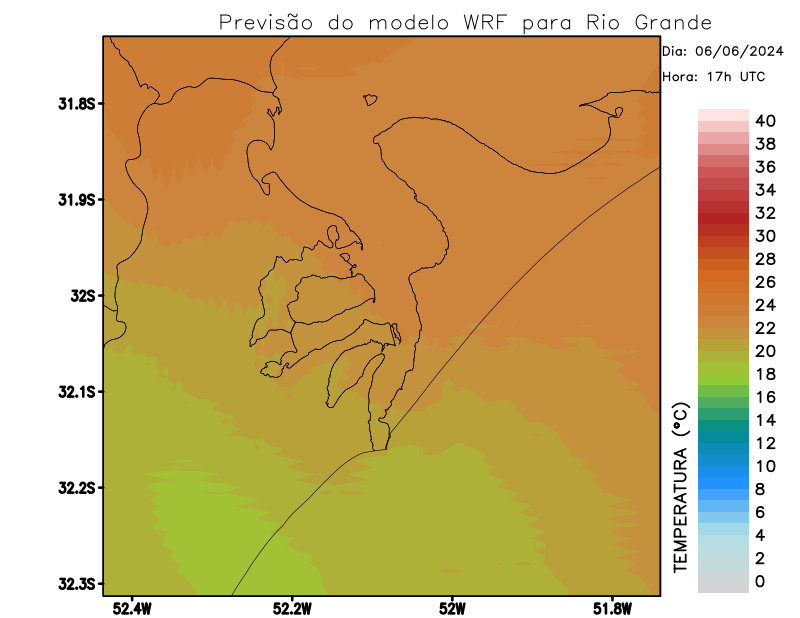 Previsão do modelo WRF para Rio Grande
Dia: 06/06/2024
Hora: 17h UTC
31.8S
31.9S
32S
32.1S
32.2S
32.3S
52.4W
52.2W
52W
51.8W
TEMPERATURA (°C)
40
38
36
34
32
30
28
26
24
22
20
18
16
14
12
10
8
6
4
2
0